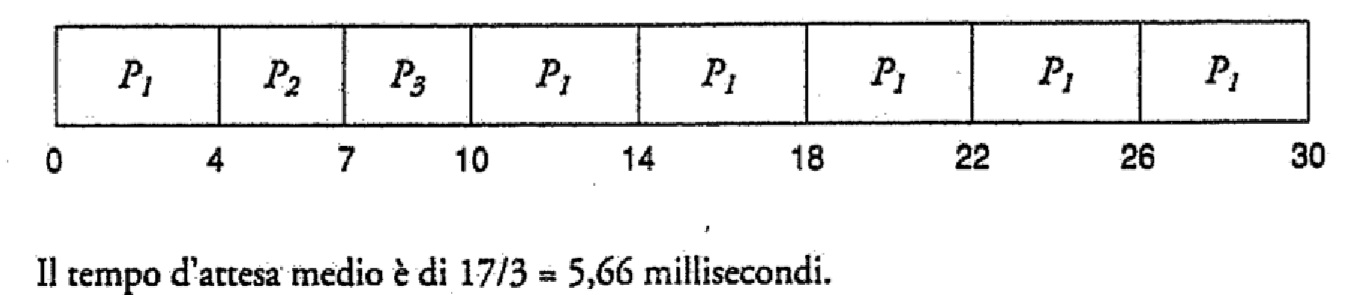 P1 P2 P3 P1 P1 P1 P1 P1
0 4 7 10 14 18 22 26 30
Il tempo d'attesa medio è di 17/3 = 5,66 millisecondi.